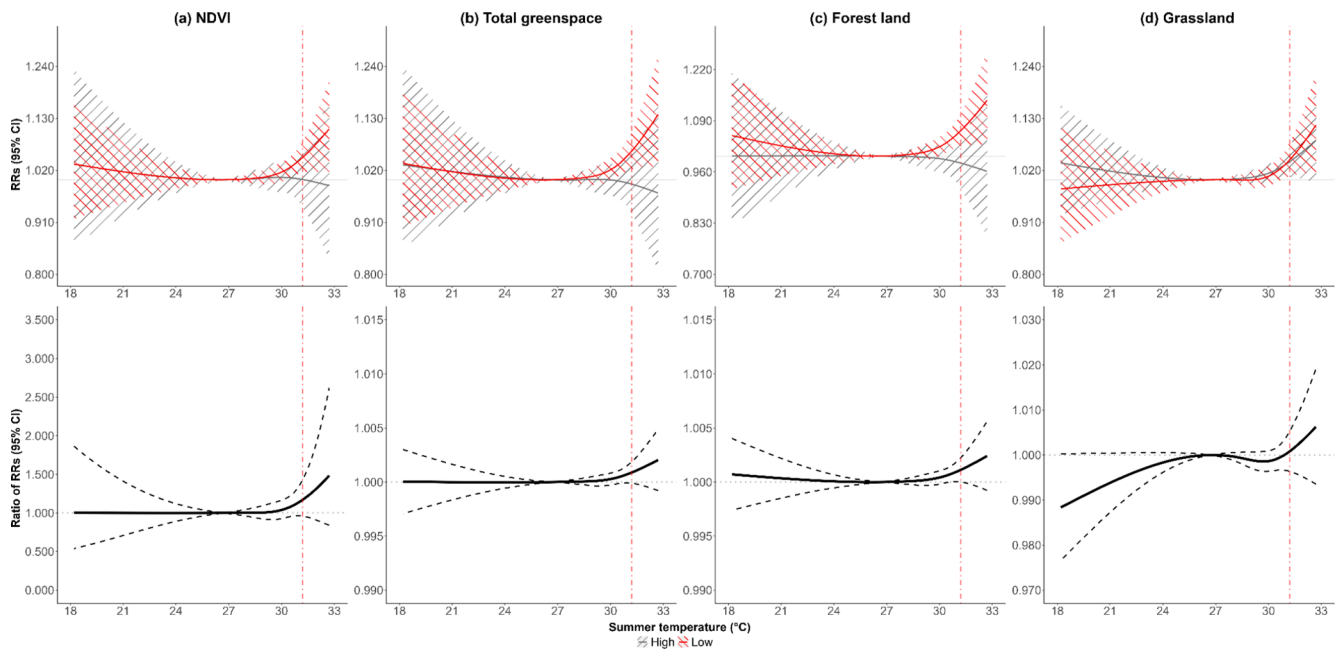 (a) NDVI
(b) Total greenspace
(c) Forest land
(d) Grassland
RRs (95% CI)
1.240
1.130
1.020
0.910
0.800
18 21 24 27 30 33
1.240
1.130
1.020
0.910
0.800
18 21 24 27 30 33
1.220
1.090
0.960
0.830
0.700
18 21 24 27 30 33
1.240
1.130
1.020
0.910
0.800
18 21 24 27 30 33
Ratio of RRs (95% CI)
3.500
3.000
2.500
2.000
1.500
1.000
0.500
0.000
18 21 24 27 30 33
1.015
1.010
1.005
1.000
0.995
0.990
18 21 24 27 30 33
1.015
1.010
1.005
1.000
0.995
0.990
18 21 24 27 30 33
1.030
1.020
1.010
1.000
0.990
0.980
0.970
18 21 24 27 30 33
Summer temperature (°C)
High Low